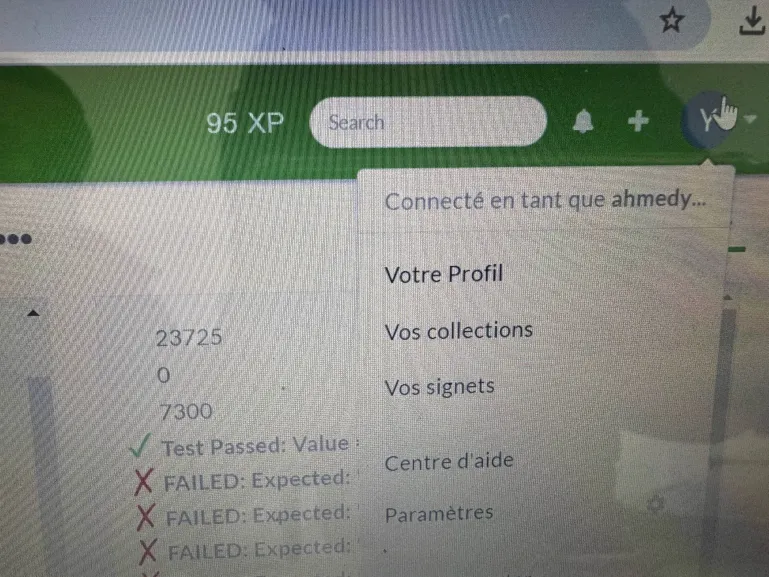 95 XP
Search
Y
Connecté en tant que ahmedy...
Votre Profil
Vos collections
Vos signets
Centre d'aide
Paramètres
23725
0
7300
Test Passed: Value
FAILED: Expected:
FAILED: Expected:
FAILED: Expected: